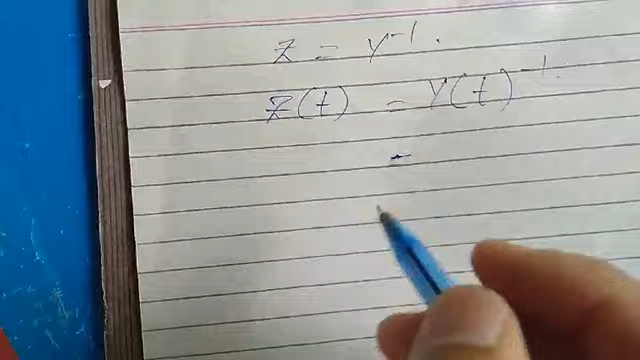 z = y⁻¹.
z(t) = y(t)⁻¹.
=